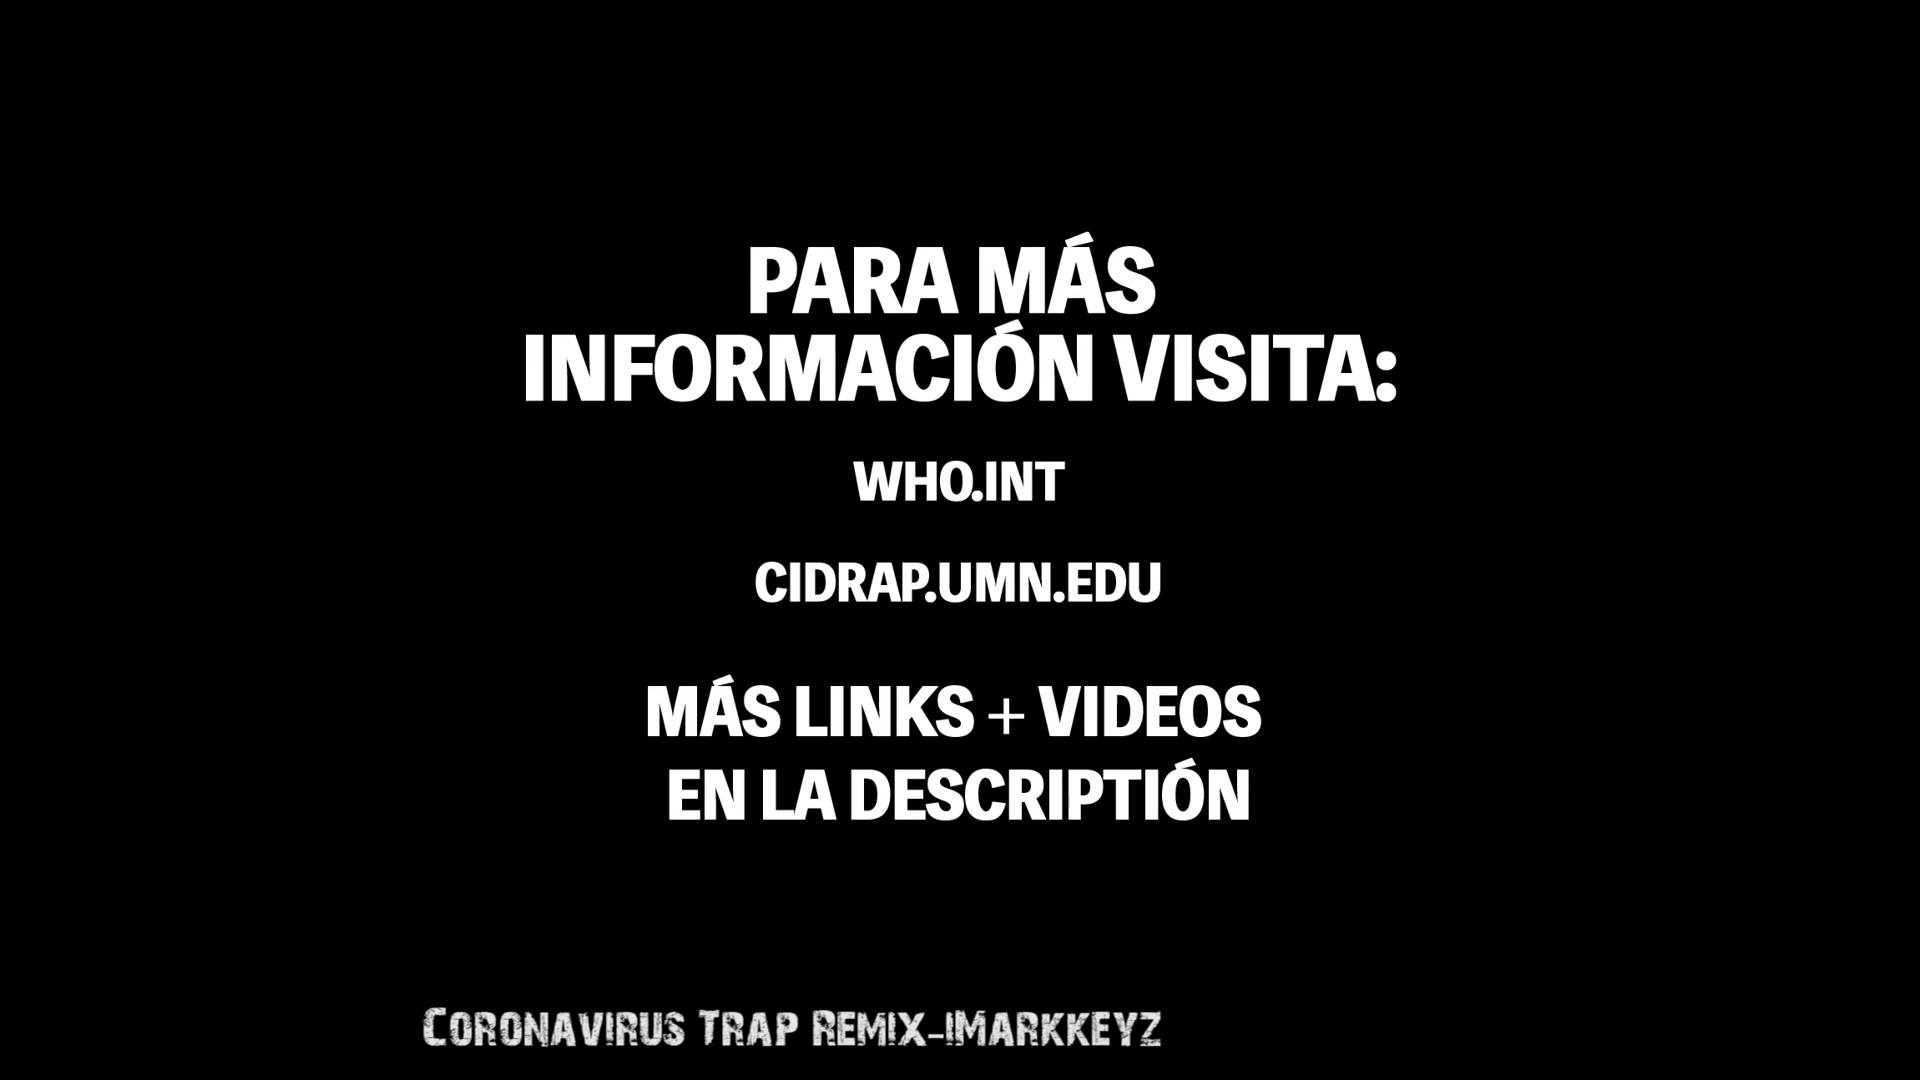 PARA MÁS
INFORMACIÓN VISITA:
WHO.INT
CIDRAP.UMN.EDU
MÁS LINKS + VIDEOS
EN LA DESCRIPTIÓN
CORONAVIRUS TRAP REMIX-IMARKKEYZ